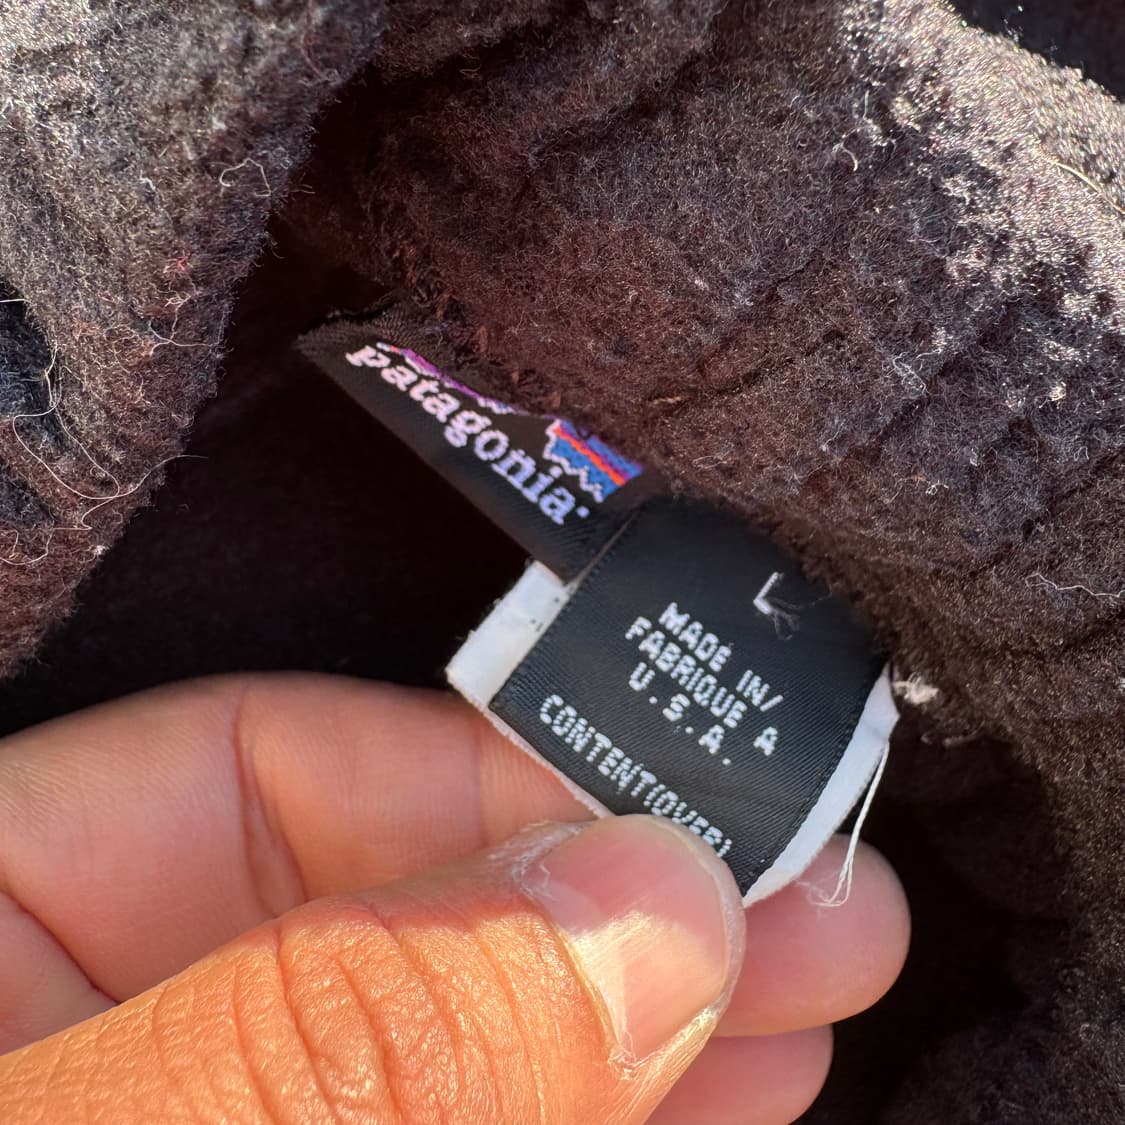 patagonia
L
MADE IN/
FABRIQUE A
U.S.A.
CONTENT(OVER)